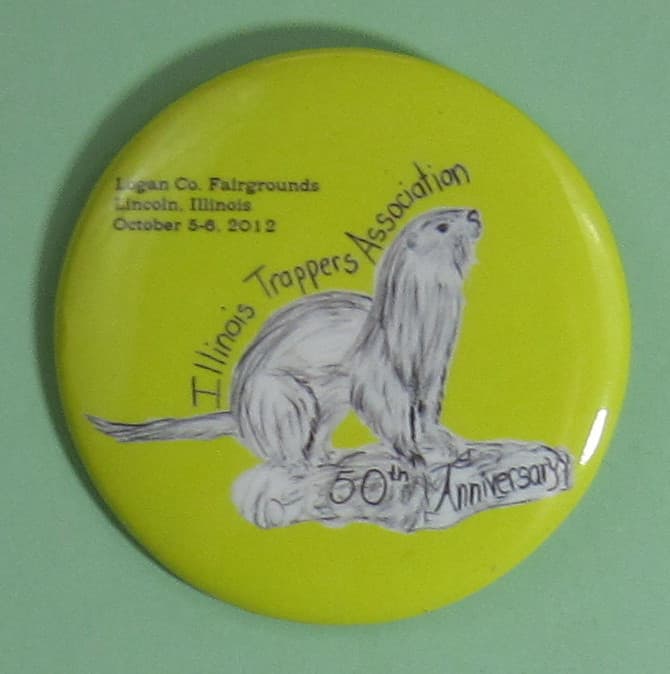 Logan Co. Fairgrounds
Lincoln, Illinois
October 5-6, 2012
Illinois Trappers Association
50th Anniversary